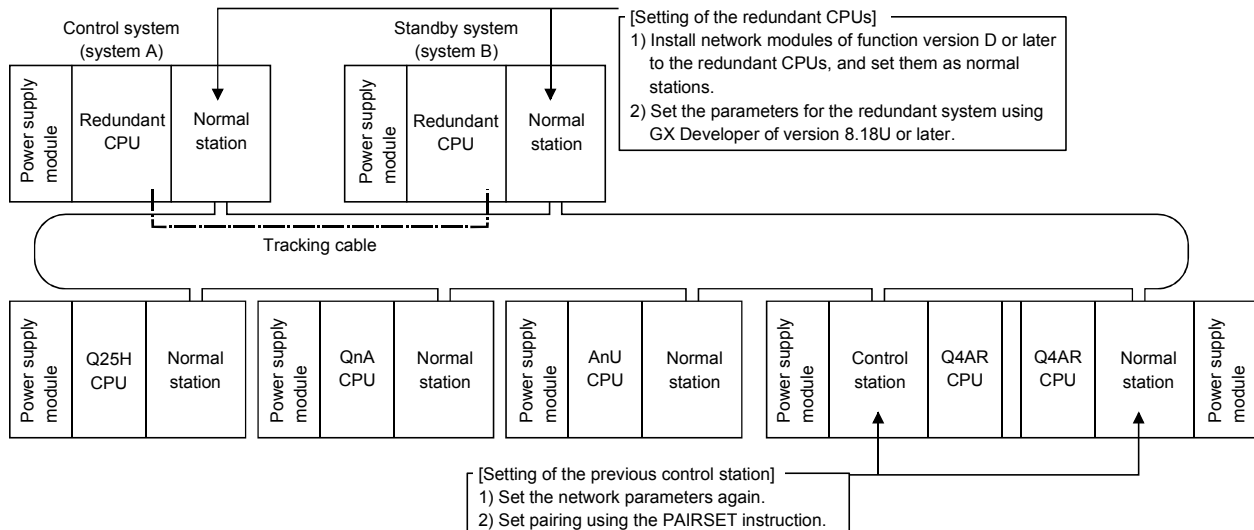 Control system
(system A)
Standby system
(system B)
[Setting of the redundant CPUs]
1) Install network modules of function version D or later
to the redundant CPUs, and set them as normal
stations.
2) Set the parameters for the redundant system using
GX Developer of version 8.18U or later.
Power supply
module
Redundant
CPU
Normal
station
Power supply
module
Redundant
CPU
Normal
station
Tracking cable
Power supply
module
Q25H
CPU
Normal
station
Power supply
module
QnA
CPU
Normal
station
Power supply
module
AnU
CPU
Normal
station
Power supply
module
Control
station
Q4AR
CPU
Q4AR
CPU
Normal
station
Power supply
module
[Setting of the previous control station]
1) Set the network parameters again.
2) Set pairing using the PAIRSET instruction.